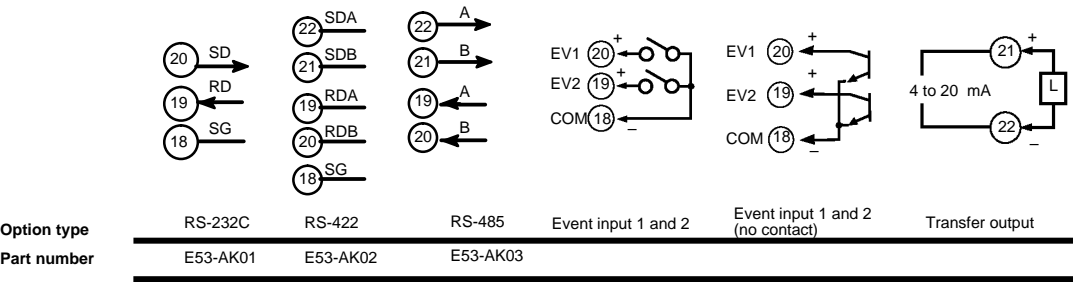 20 SD
19 RD
18 SG
22 SDA
21 SDB
19 RDA
20 RDB
18 SG
22 A
21 B
19 A
20 B
EV1 20 +
EV2 19 +
COM 18 –
EV1 20 +
EV2 19 +
COM 18 –
21 +
4 to 20 mA L
22 –
Option type RS-232C RS-422 RS-485 Event input 1 and 2 Event input 1 and 2 (no contact) Transfer output
Part number E53-AK01 E53-AK02 E53-AK03